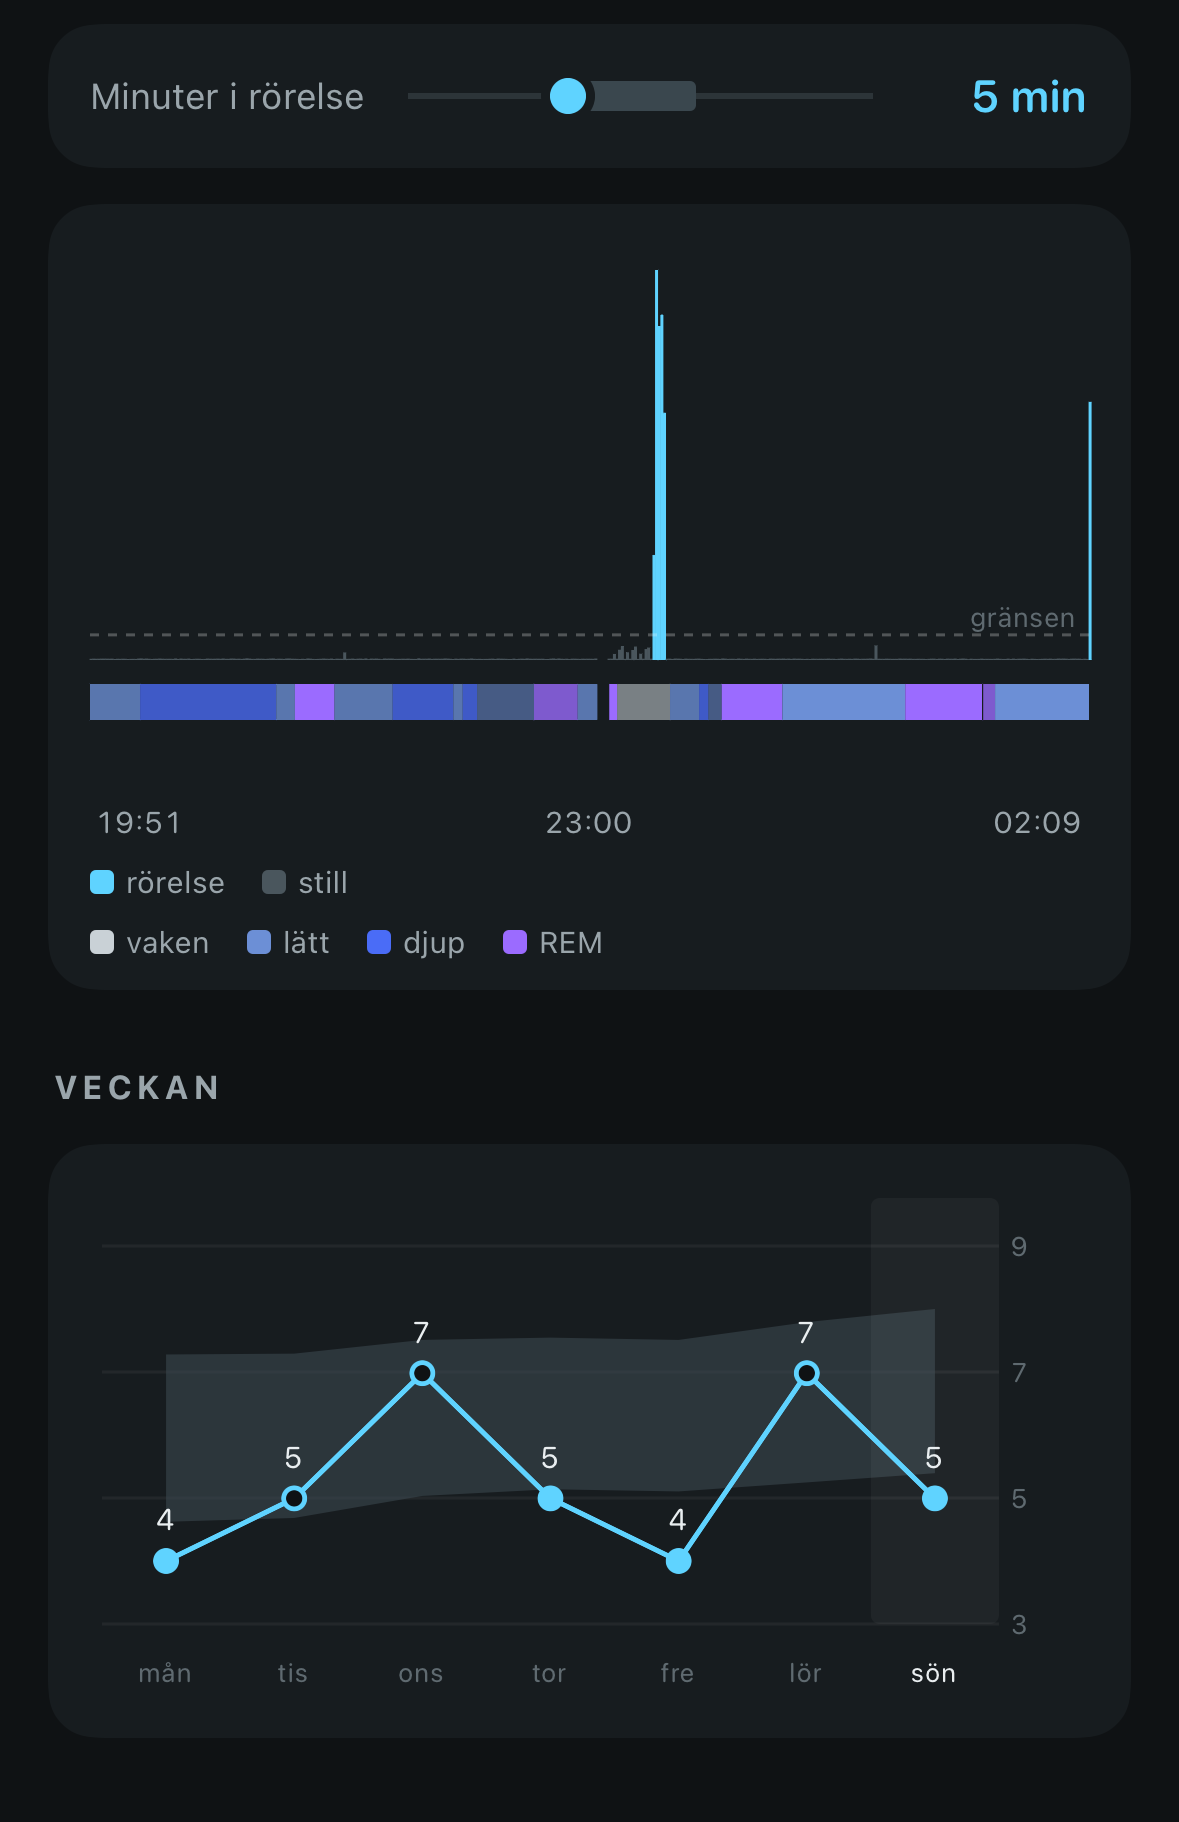 Minuter i rörelse 5 min
gränsen
19:51 23:00 02:09
rörelse still
vaken lätt djup REM
VECKAN
9
7 7
7
5 5 5
4 4
5
3
mån tis ons tor fre lör sön